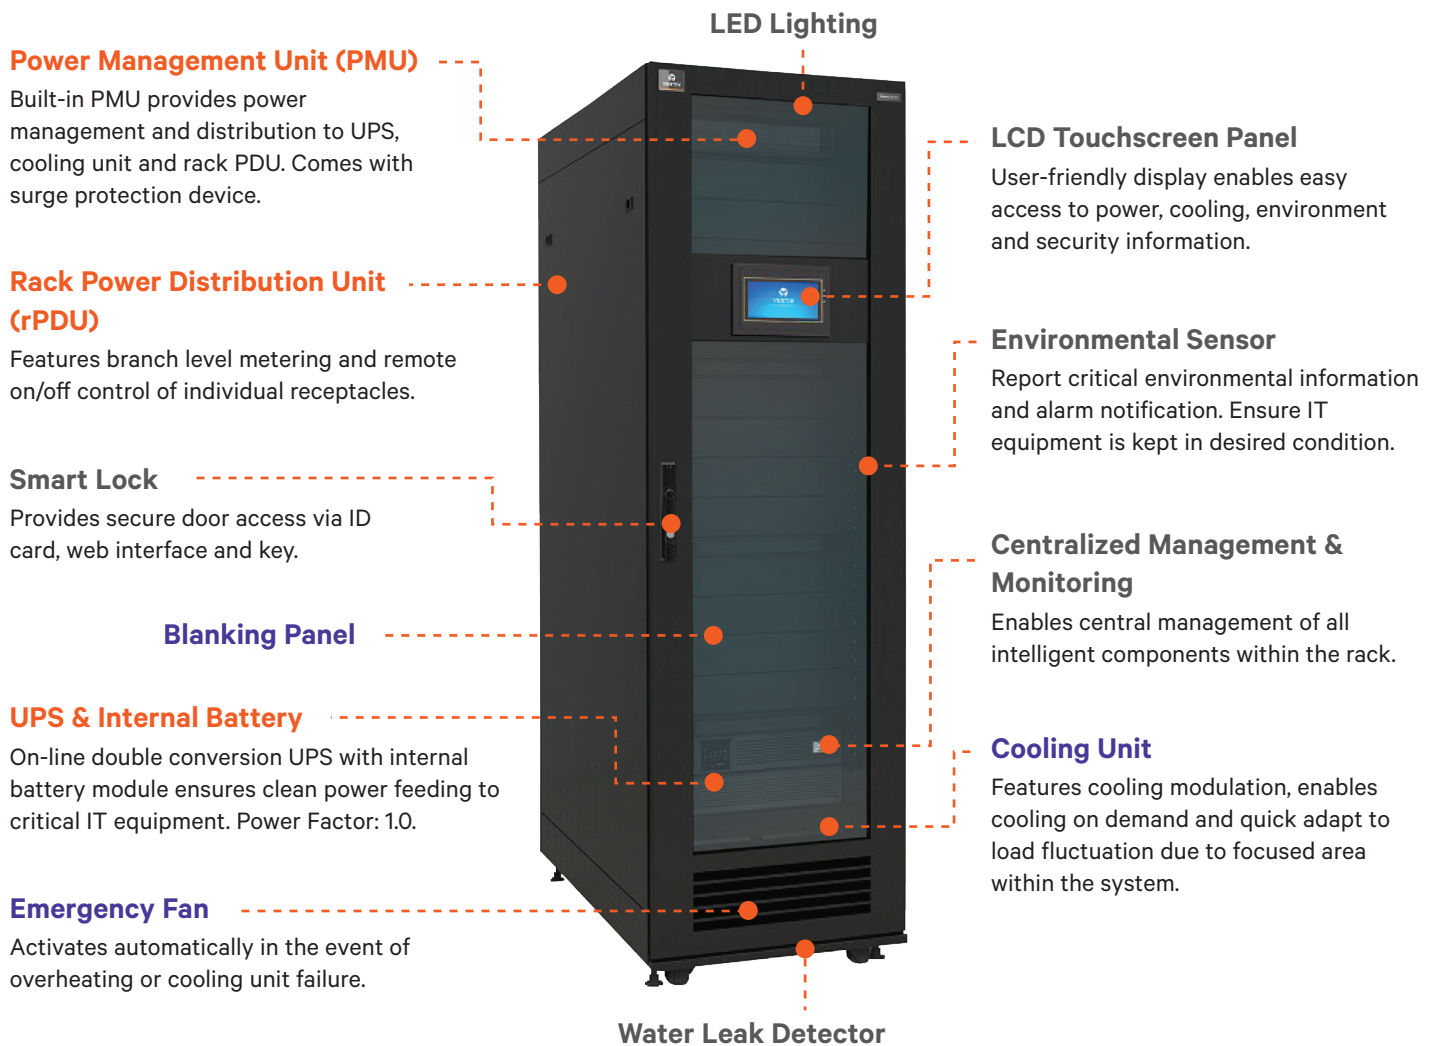 LED Lighting
Power Management Unit (PMU)
Built-in PMU provides power
management and distribution to UPS,
cooling unit and rack PDU. Comes with
surge protection device.
Rack Power Distribution Unit
(rPDU)
Features branch level metering and remote
on/off control of individual receptacles.
Smart Lock
Provides secure door access via ID
card, web interface and key.
Blanking Panel
UPS & Internal Battery
On-line double conversion UPS with internal
battery module ensures clean power feeding to
critical IT equipment. Power Factor: 1.0.
Emergency Fan
Activates automatically in the event of
overheating or cooling unit failure.
VERTIV
VERTIV
LCD Touchscreen Panel
User-friendly display enables easy
access to power, cooling, environment
and security information.
Environmental Sensor
Report critical environmental information
and alarm notification. Ensure IT
equipment is kept in desired condition.
Centralized Management &
Monitoring
Enables central management of all
intelligent components within the rack.
Cooling Unit
Features cooling modulation, enables
cooling on demand and quick adapt to
load fluctuation due to focused area
within the system.
Water Leak Detector